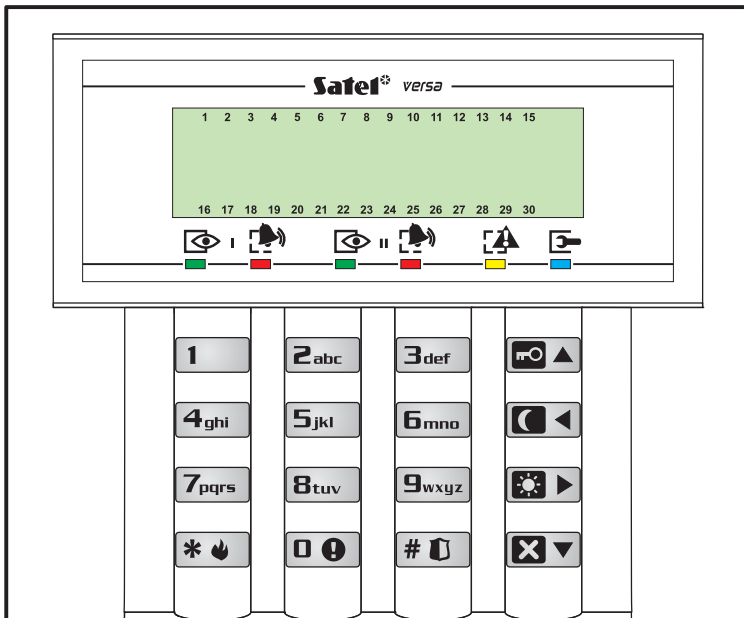 Satel versa
1 2 3 4 5 6 7 8 9 10 11 12 13 14 15
16 17 18 19 20 21 22 23 24 25 26 27 28 29 30
I II
1 2abc 3def
4ghi 5jkl 6mno
7pqrs 8tuv 9wxyz
* 0 #